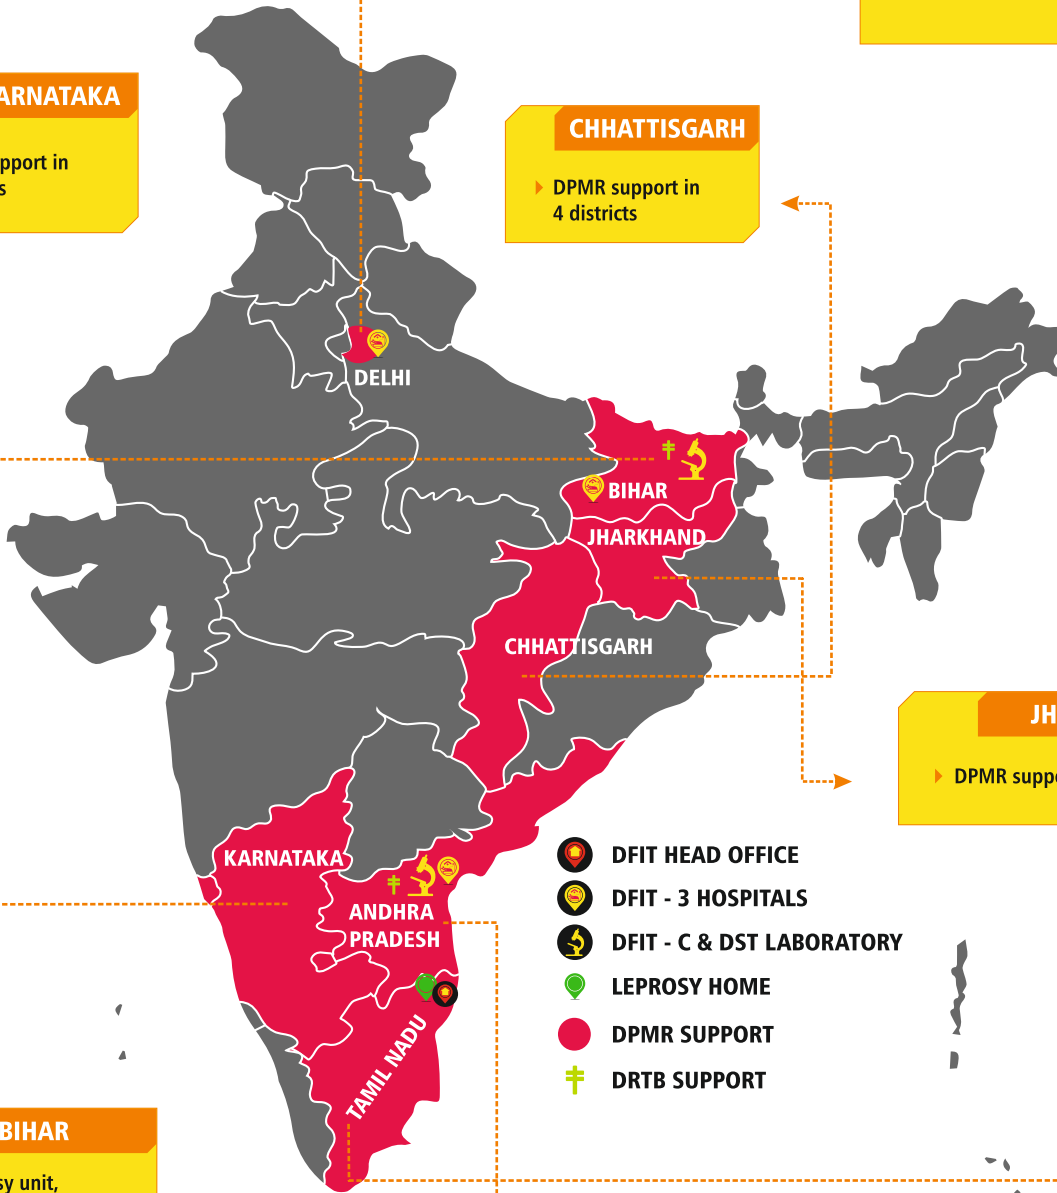 ARNATAKA
pport in
s
CHHATTISGARH
DPMR support in
4 districts
DELHI
BIHAR
JHARKHAND
CHHATTISGARH
JH
DPMR suppo
KARNATAKA
ANDHRA
PRADESH
TAMIL NADU
DFIT HEAD OFFICE
DFIT - 3 HOSPITALS
DFIT - C & DST LABORATORY
LEPROSY HOME
DPMR SUPPORT
DRTB SUPPORT
BIHAR
sy unit,